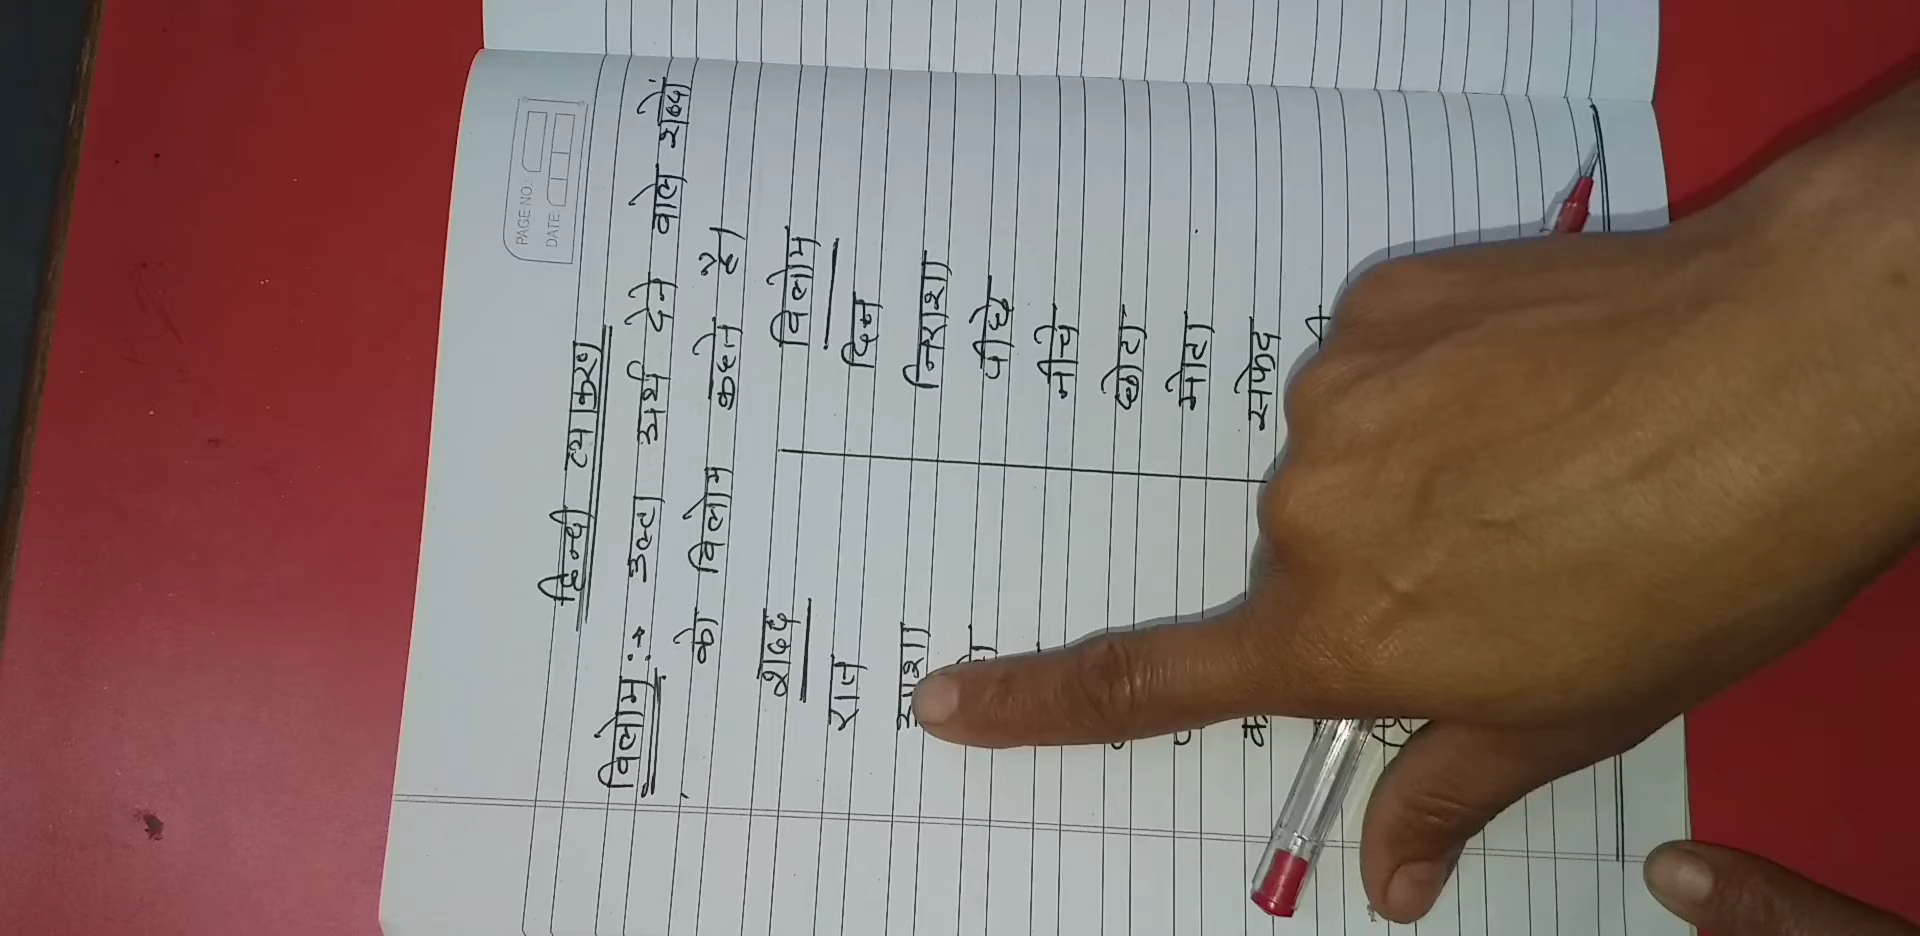 PAGE NO.:
DATE:
हिन्दी व्याकरण
विलोम :→ उल्टा अर्थ देने वाले शब्दों
को विलोम कहते है।
शब्द विलोम
रात दिन
आशा निराशा
पीछे
नीचे
छोटा
मोटा
सफेद